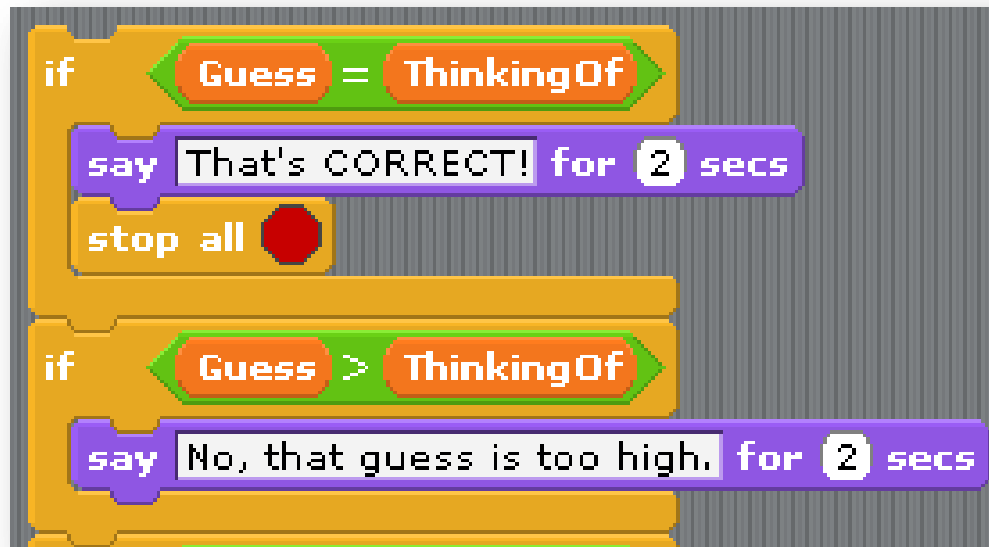 if Guess = ThinkingOf
say That's CORRECT! for 2 secs
stop all
if Guess > ThinkingOf
say No, that guess is too high. for 2 secs